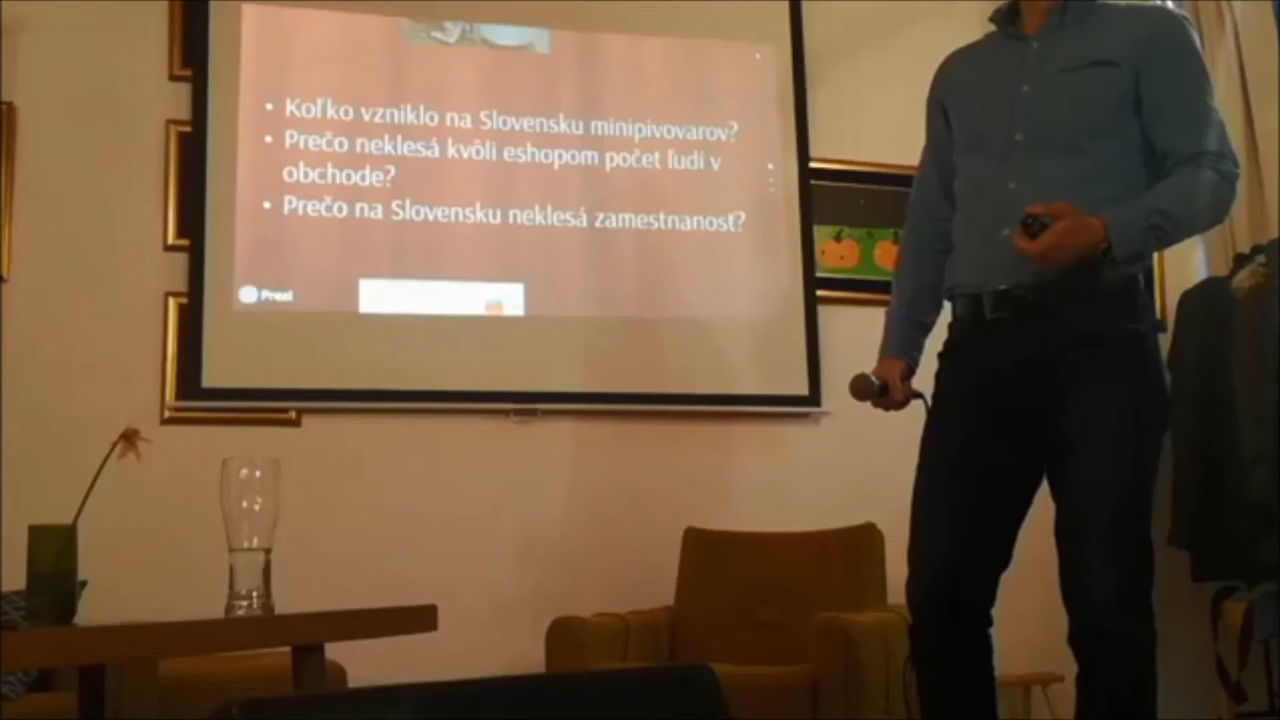 • Koľko vzniklo na Slovensku minipivovarov?
• Prečo neklesá kvôli eshopom počet ľudí v
obchode?
• Prečo na Slovensku neklesá zamestnanosť?
Prezi